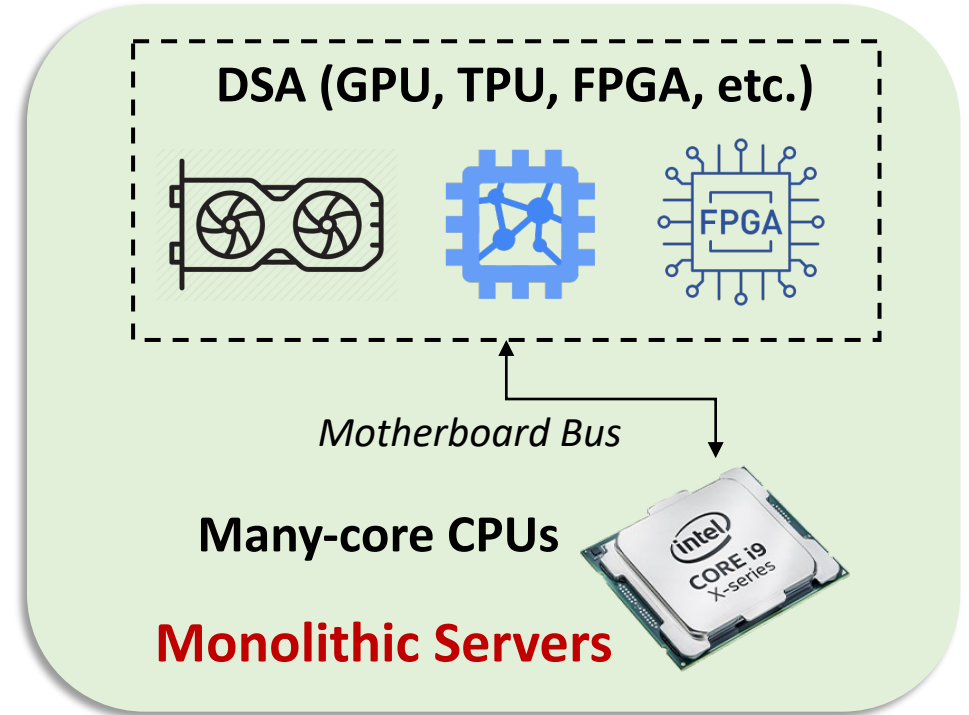 DSA (GPU, TPU, FPGA, etc.)
FPGA
Motherboard Bus
Many-core CPUs
intel
CORE i9
X-series
Monolithic Servers